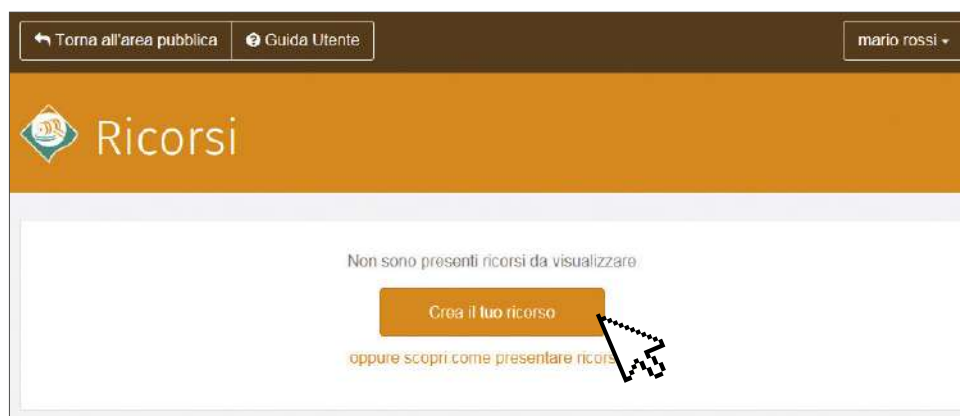 Torna all'area pubblica
Guida Utente
mario rossi
Ricorsi
Non sono presenti ricorsi da visualizzare
Crea il tuo ricorso
oppure scopri come presentare